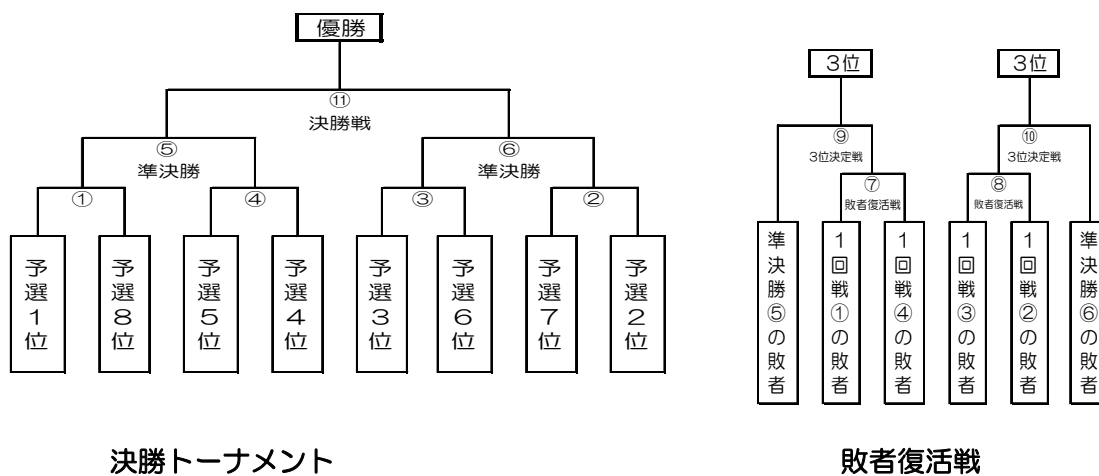 優勝
⑪
決勝戦
⑤
準決勝
⑥
準決勝
①
④
③
②
予選1位
予選8位
予選5位
予選4位
予選3位
予選6位
予選7位
予選2位
決勝トーナメント
3位
3位
⑨
3位決定戦
⑩
3位決定戦
⑦
敗者復活戦
⑧
敗者復活戦
準決勝⑤の敗者
1回戦①の敗者
1回戦④の敗者
1回戦③の敗者
1回戦②の敗者
準決勝⑥の敗者
敗者復活戦